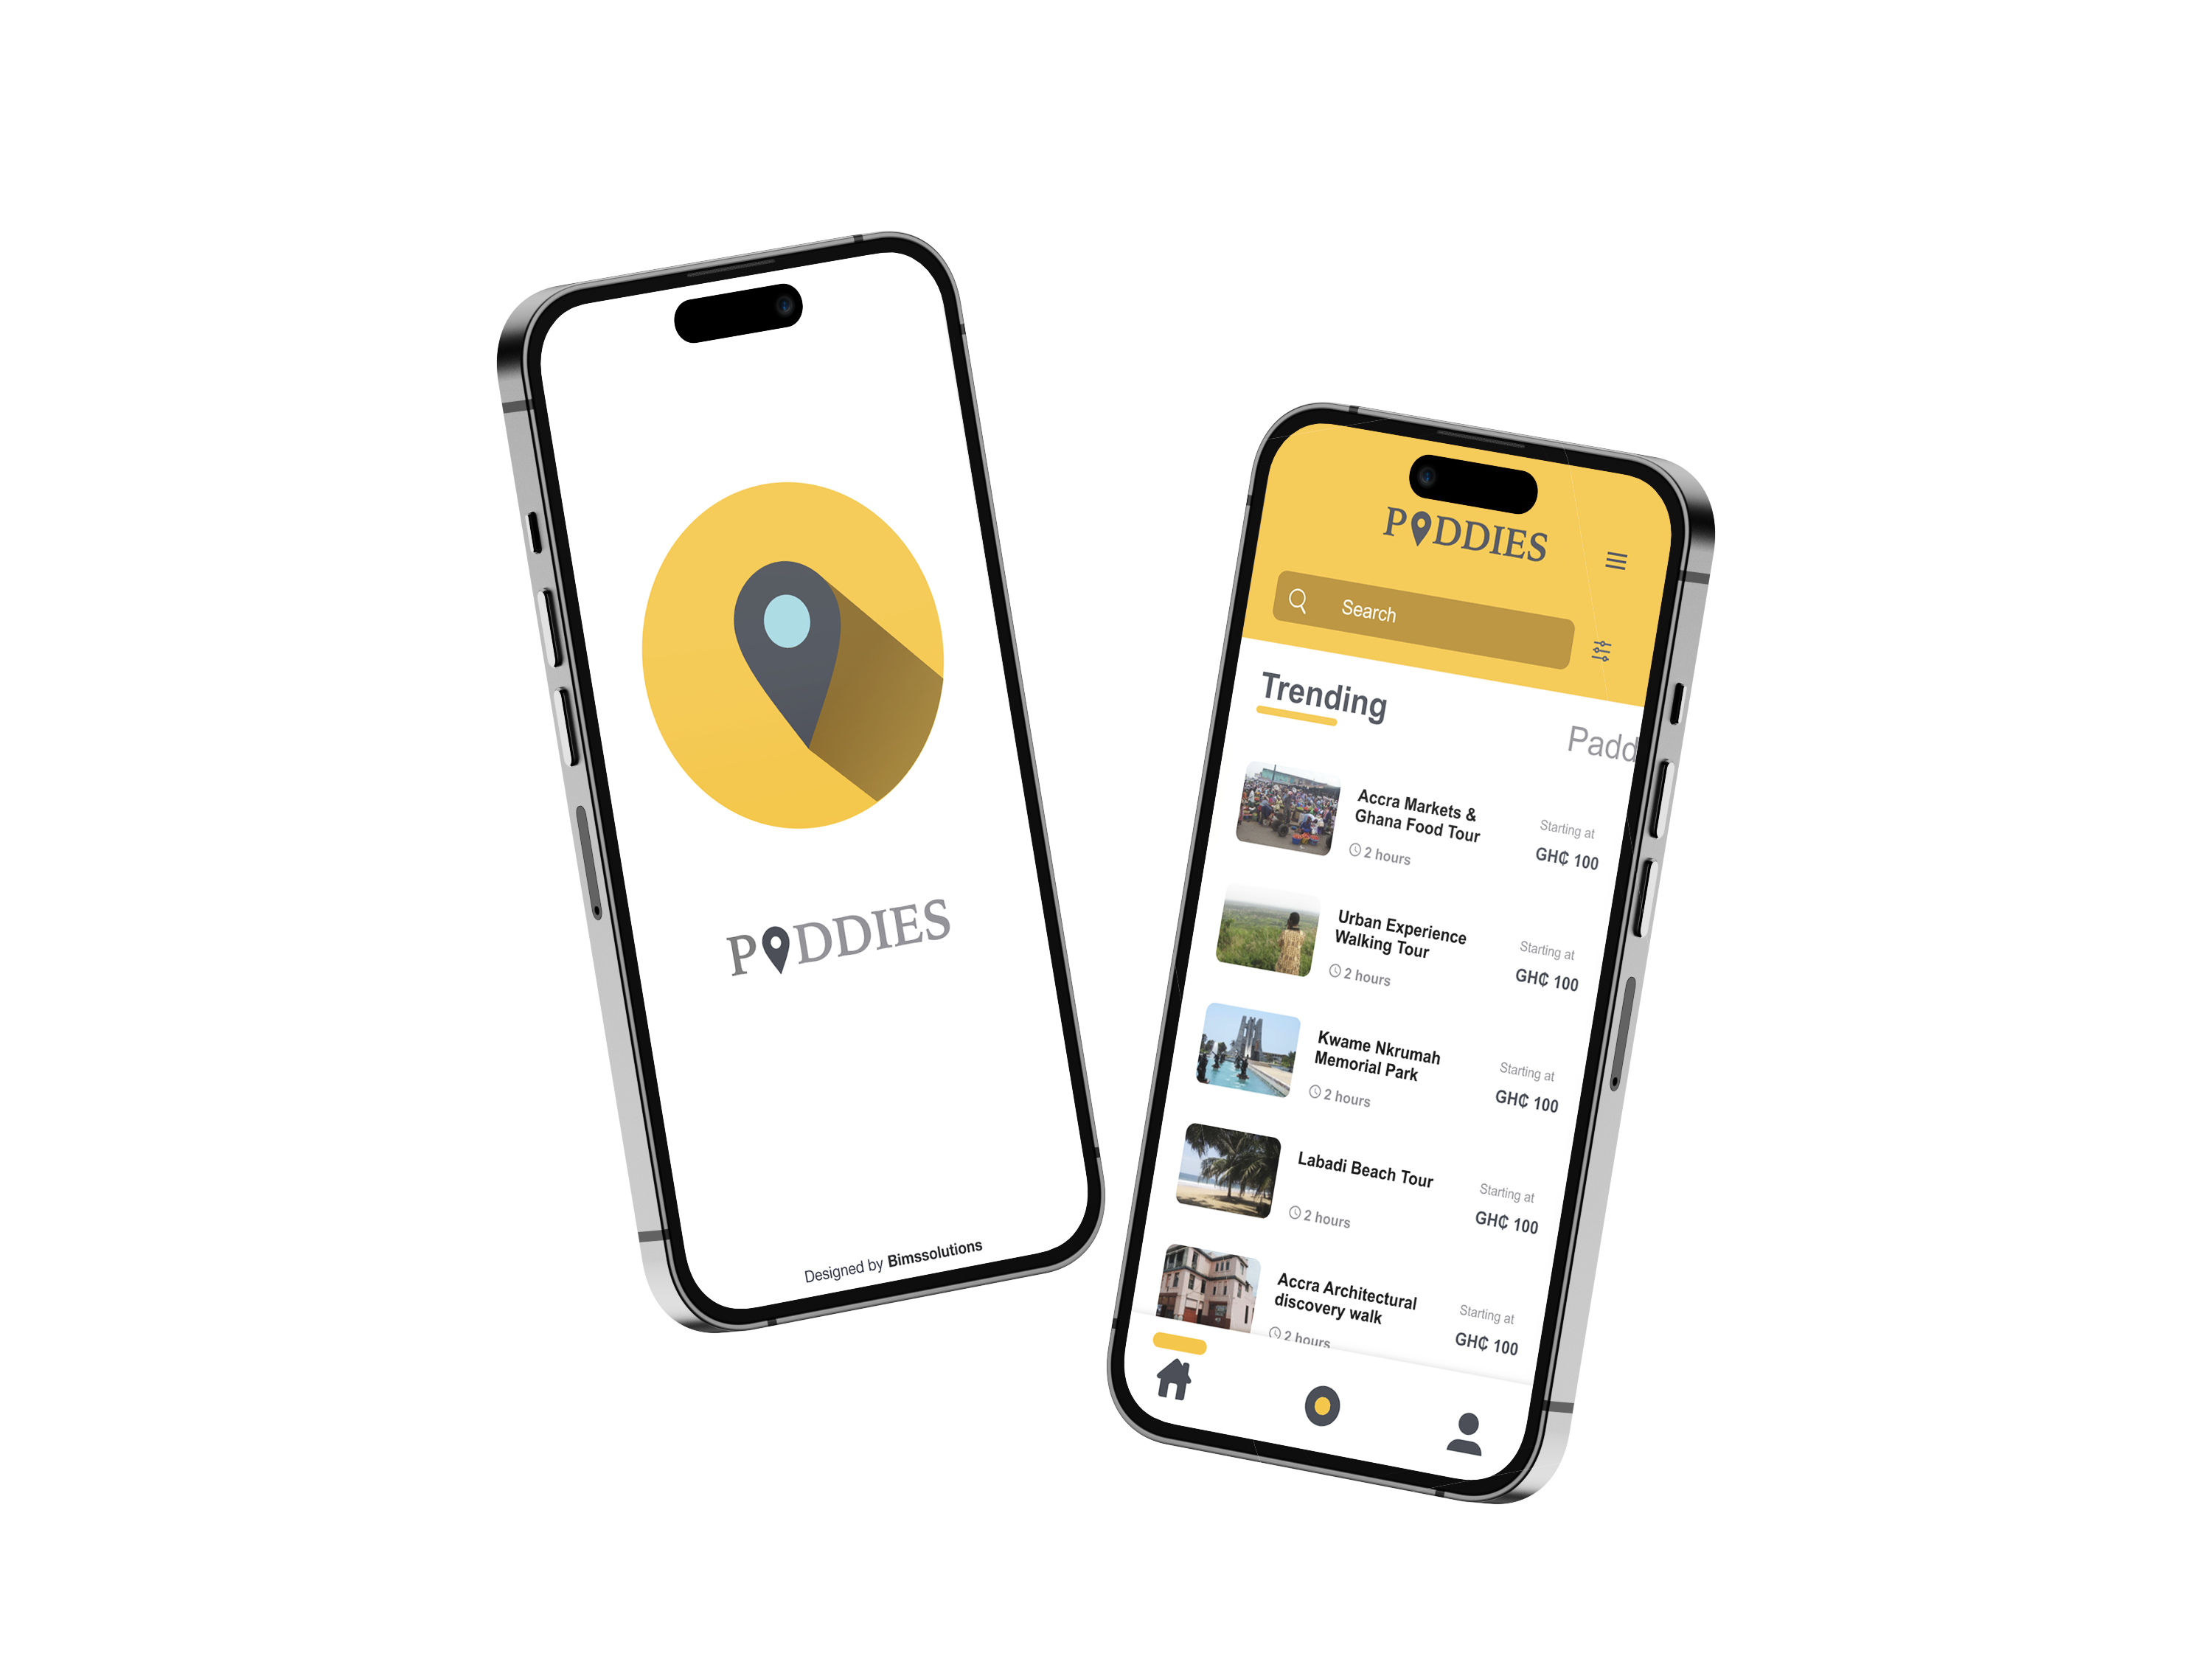 PADDIES
Designed by Bimssolutions
PADDIES
Search
Trending
Padd
Accra Markets &
Ghana Food Tour
2 hours
Starting at
GH₵ 100
Urban Experience
Walking Tour
2 hours
Starting at
GH₵ 100
Kwame Nkrumah
Memorial Park
2 hours
Starting at
GH₵ 100
Labadi Beach Tour
2 hours
Starting at
GH₵ 100
Accra Architectural
discovery walk
2 hours
Starting at
GH₵ 100